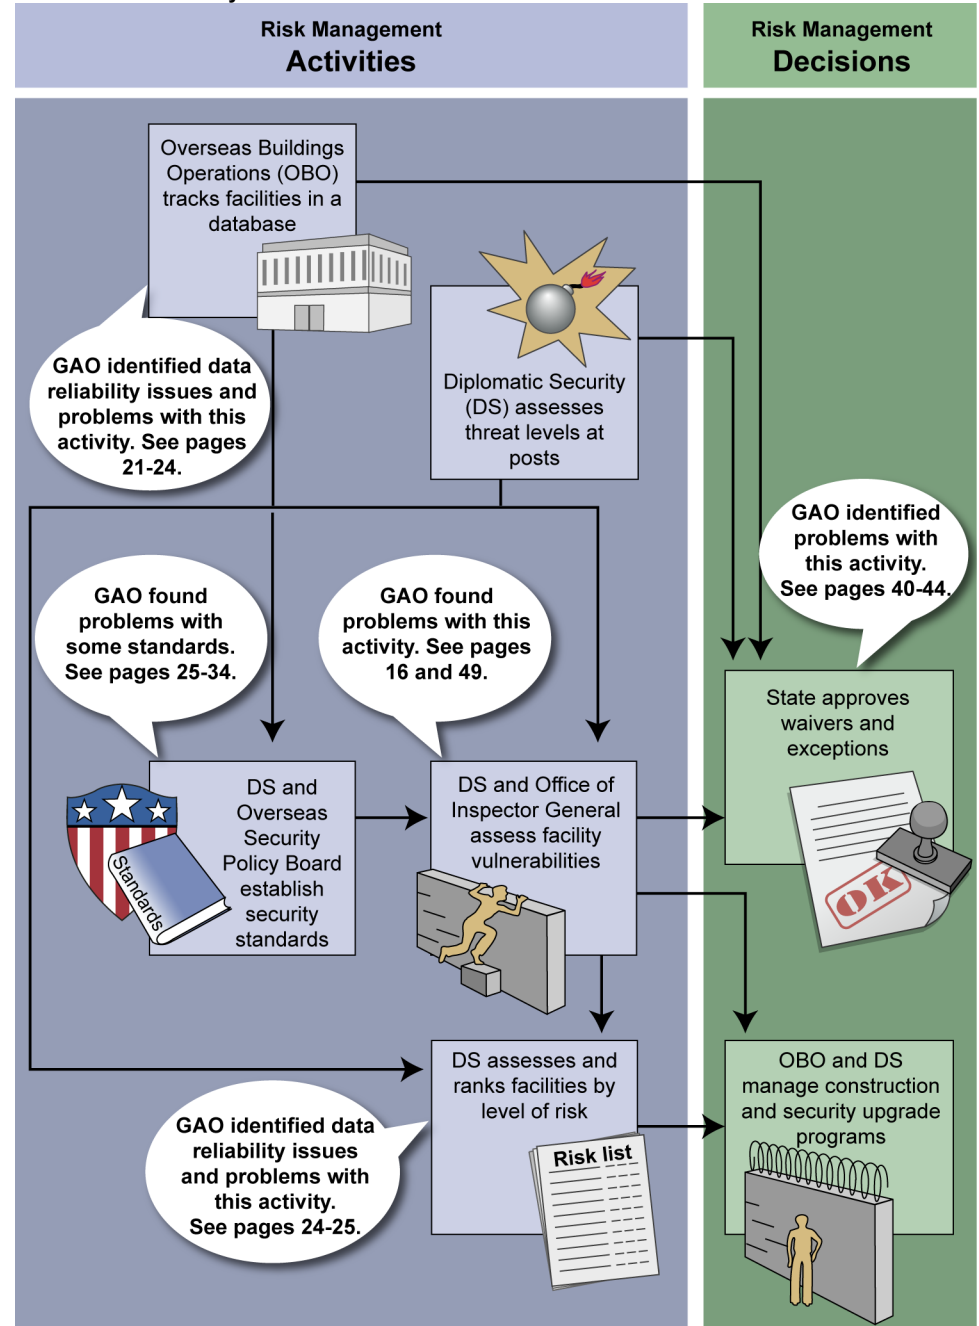 Risk Management
Activities
Risk Management
Decisions
Overseas Buildings
Operations (OBO)
tracks facilities in a
database
GAO identified data
reliability issues and
problems with this
activity. See pages
21-24.
Diplomatic Security
(DS) assesses
threat levels at
posts
GAO identified
problems with
this activity.
See pages 40-44.
GAO found
problems with
some standards.
See pages 25-34.
GAO found
problems with this
activity. See pages
16 and 49.
State approves
waivers and
exceptions
OK
DS and
Overseas
Security
Policy Board
establish
security
standards
Standards
DS and Office of
Inspector General
assess facility
vulnerabilities
DS assesses and
ranks facilities by
level of risk
Risk list
GAO identified data
reliability issues
and problems with
this activity.
See pages 24-25.
OBO and DS
manage construction
and security upgrade
programs